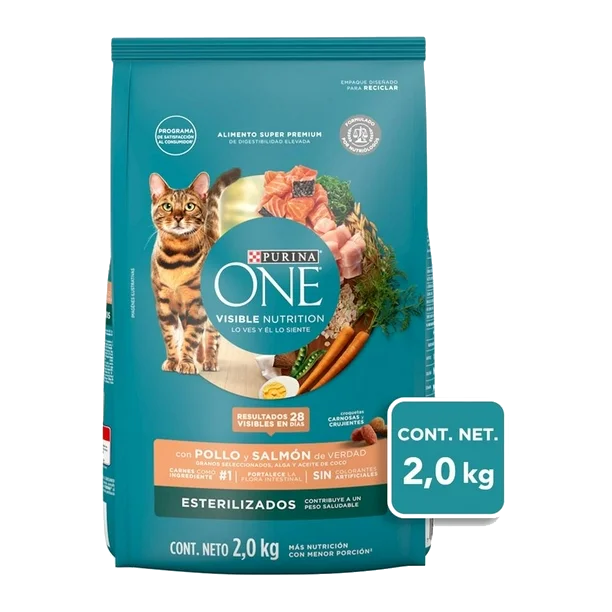 EMPAQUE DISEÑADO
PARA RECICLAR
PROGRAMA
DE SATISFACCIÓN
AL CONSUMIDOR
ALIMENTO SUPER PREMIUM
DE DIGESTIBILIDAD ELEVADA
FORMULADO
POR NUTRIÓLOGOS
IMÁGENES ILUSTRATIVAS
PURINA
ONE
VISIBLE NUTRITION
LO VES Y ÉL LO SIENTE
RESULTADOS 28
VISIBLES EN DÍAS
croquetas
CARNOSAS y
CRUJIENTES
con POLLO y SALMÓN de VERDAD
GRANOS SELECCIONADOS, ALGA Y ACEITE DE COCO
CARNES COMO
INGREDIENTE #1
FORTALECE LA
FLORA INTESTINAL
SIN COLORANTES
ARTIFICIALES
ESTERILIZADOS
CONTRIBUYE A UN
PESO SALUDABLE
CONT. NETO 2,0 kg
MÁS NUTRICIÓN
CON MENOR PORCIÓN
CONT. NET.
2,0 kg